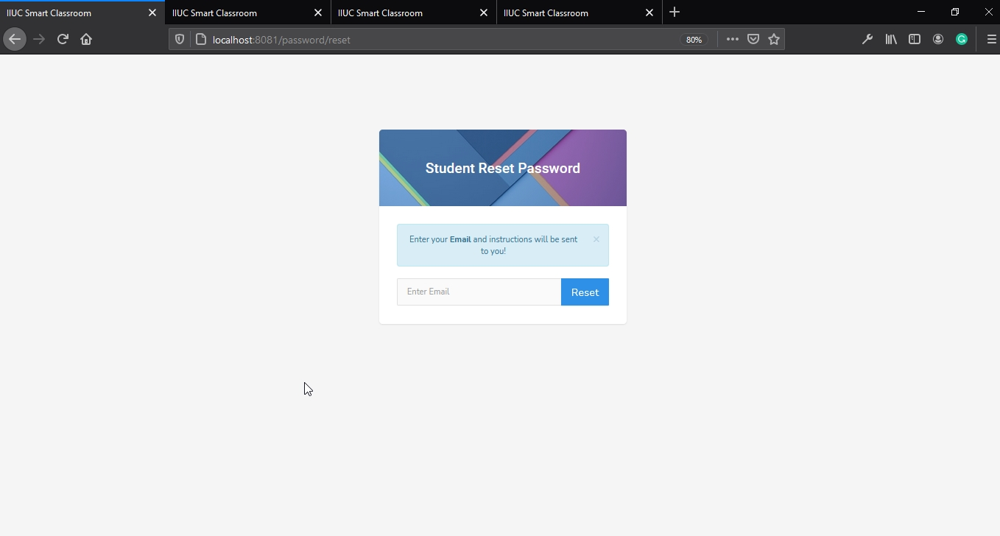 IIUC Smart Classroom
IIUC Smart Classroom
IIUC Smart Classroom
IIUC Smart Classroom
localhost:8081/password/reset
80%
Student Reset Password
Enter your Email and instructions will be sent
to you!
Enter Email
Reset